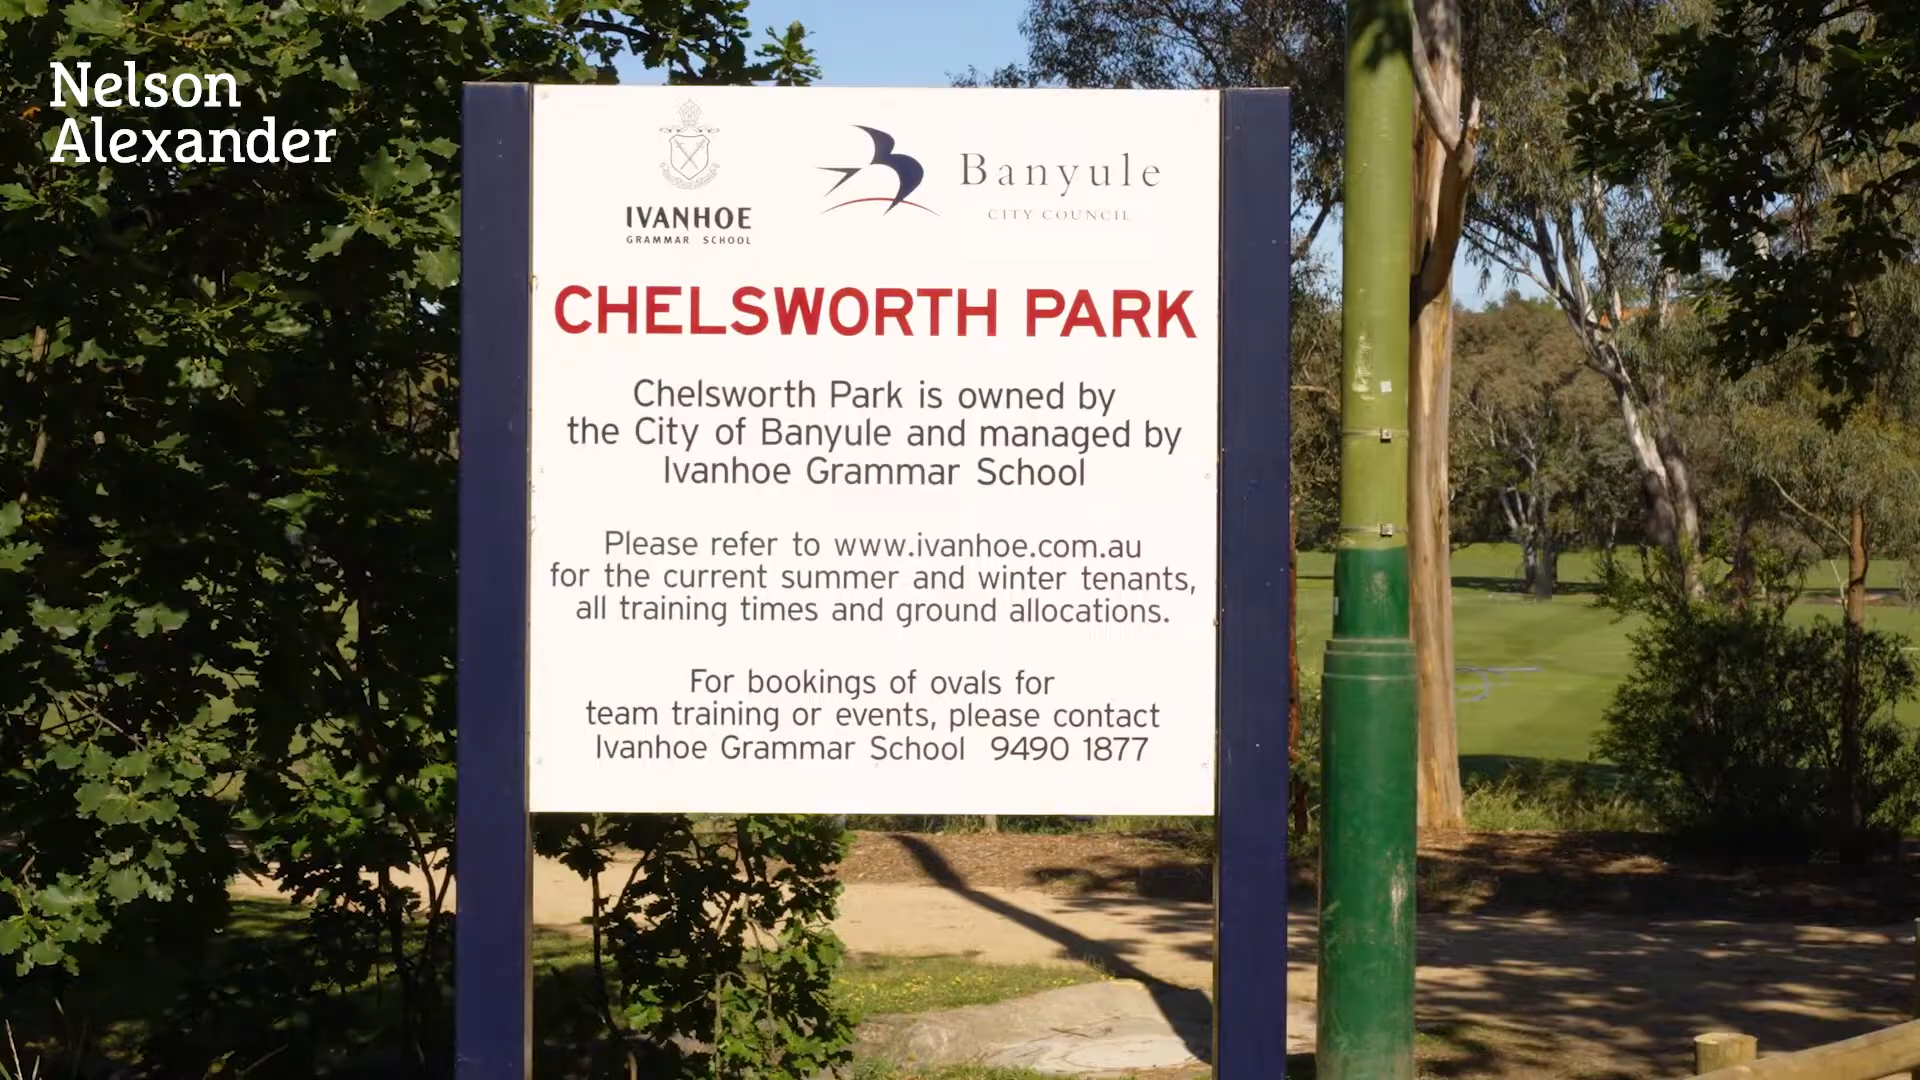 Nelson
Alexander
IVANHOE
GRAMMAR SCHOOL
Banyule
CITY COUNCIL
CHELSWORTH PARK
Chelsworth Park is owned by
the City of Banyule and managed by
Ivanhoe Grammar School
Please refer to www.ivanhoe.com.au
for the current summer and winter tenants,
all training times and ground allocations.
For bookings of ovals for
team training or events, please contact
Ivanhoe Grammar School 9490 1877